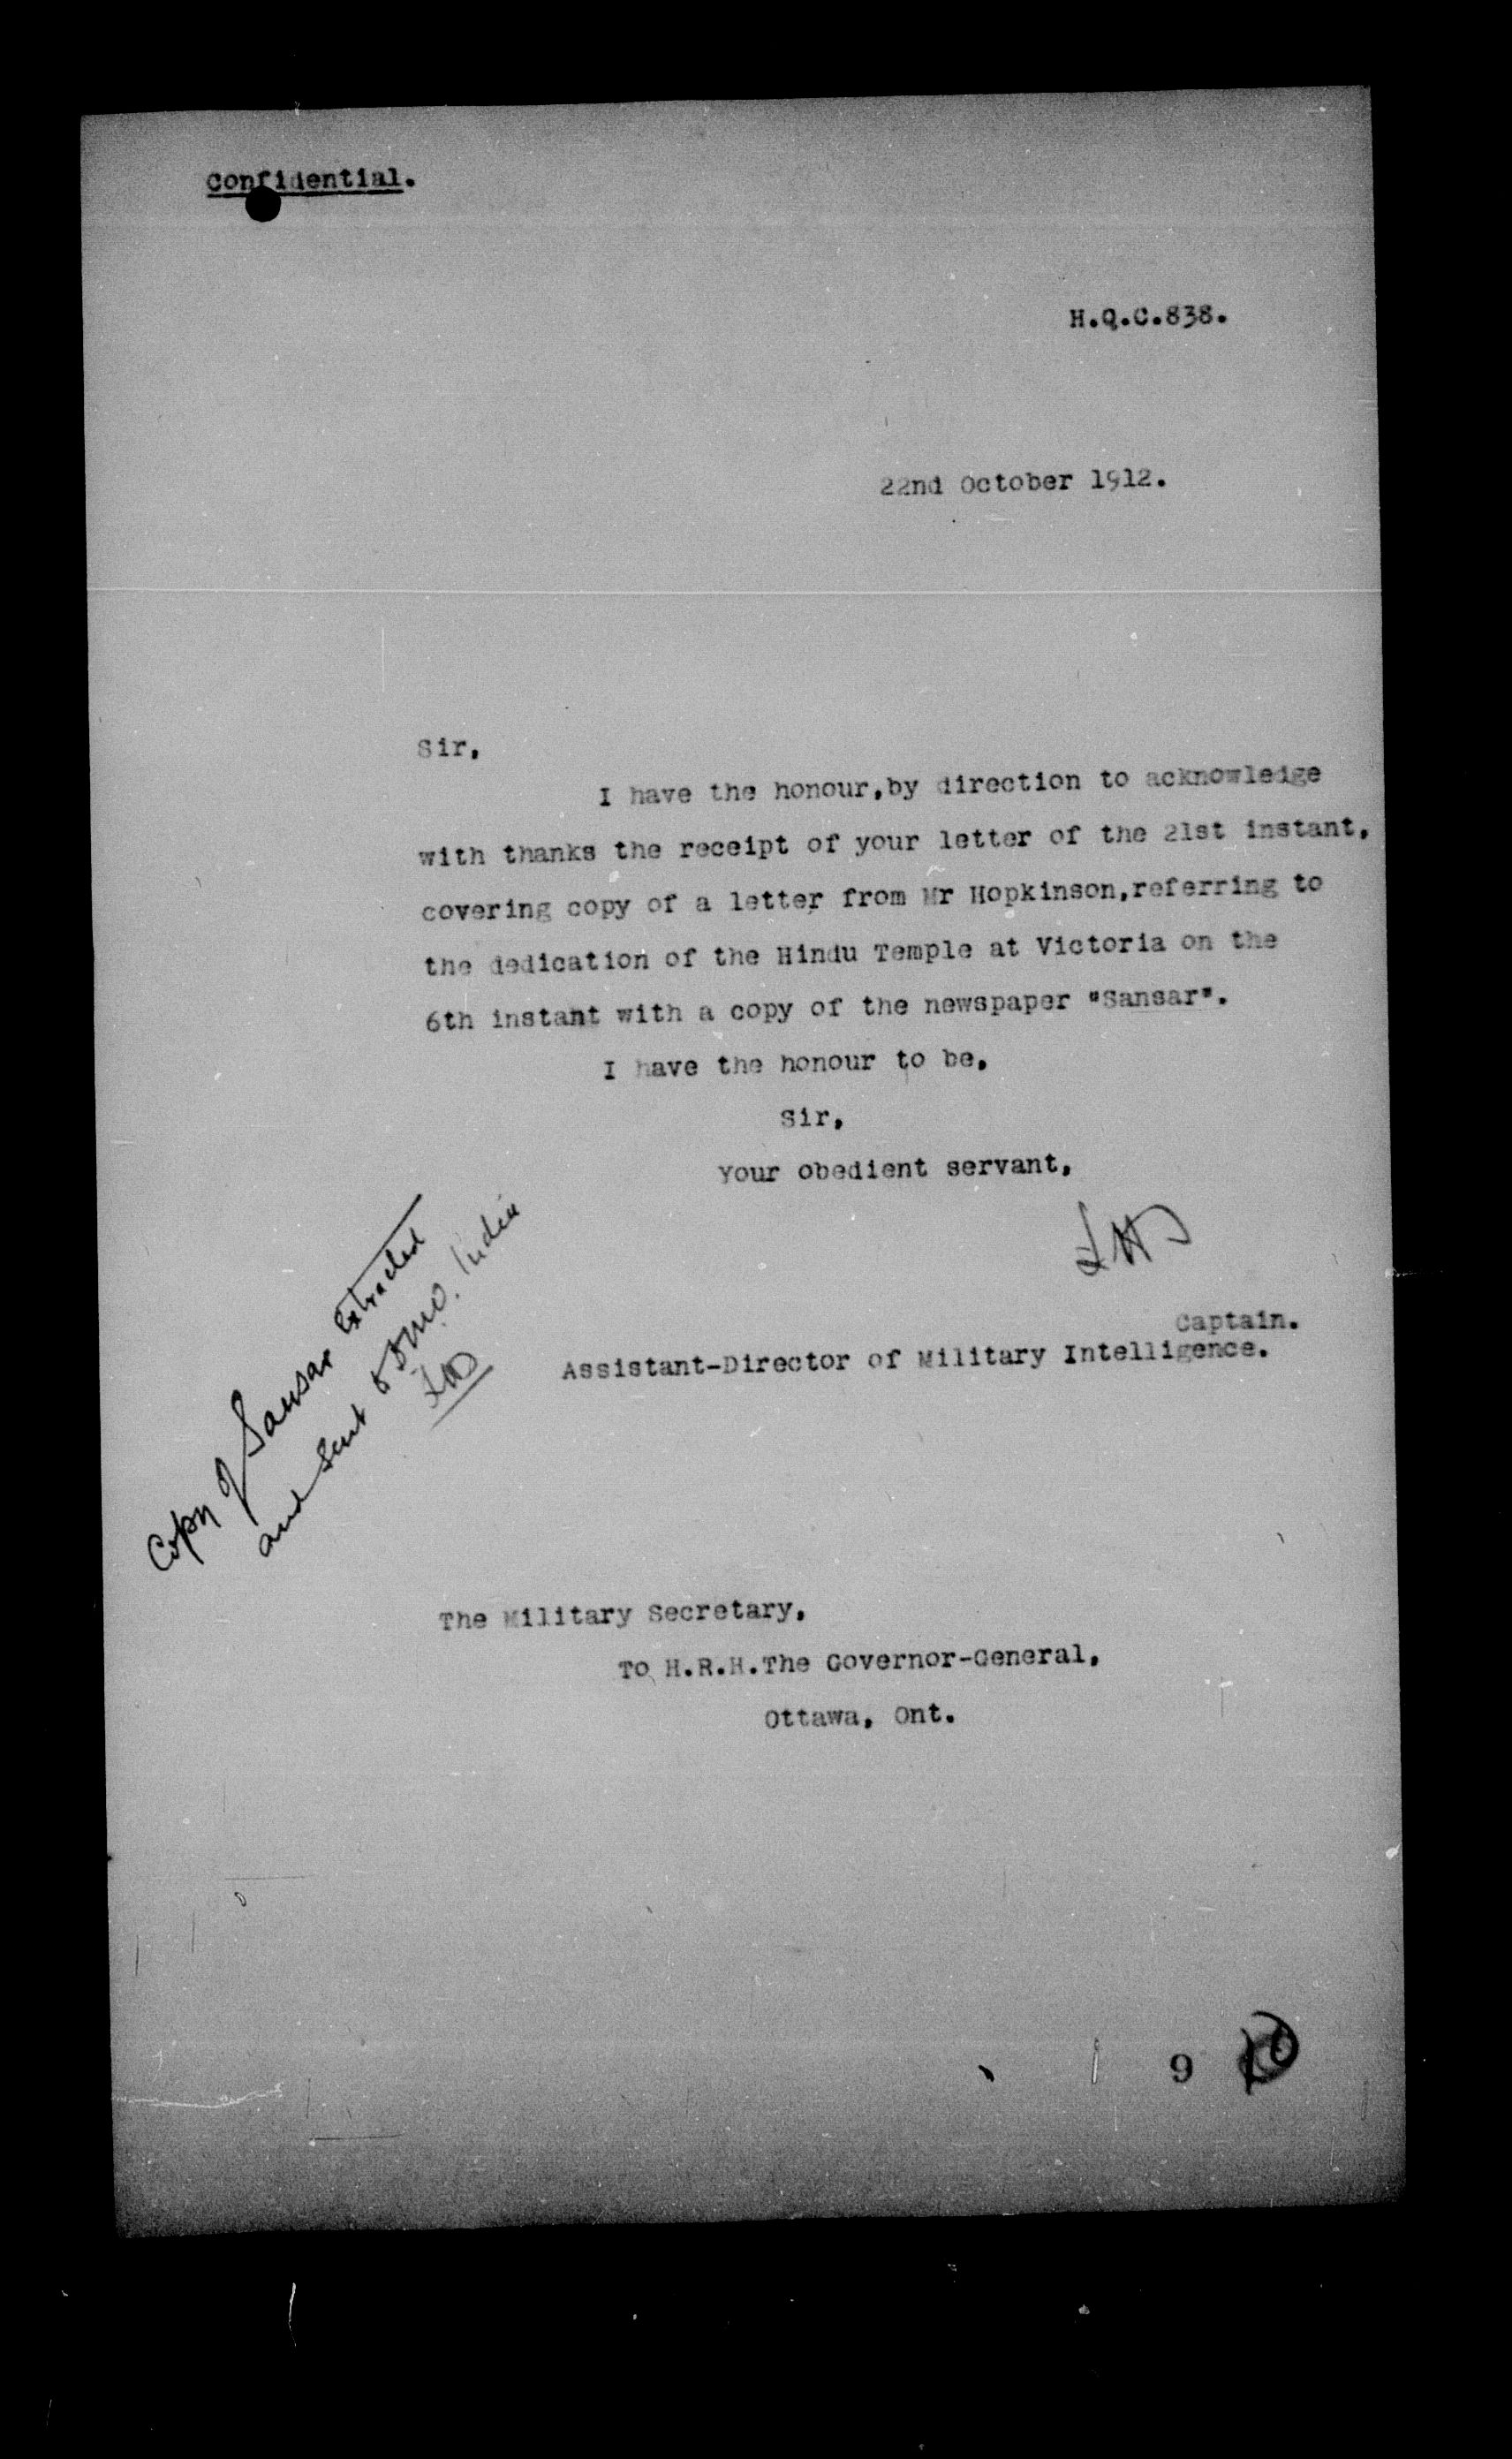 Confidential.
H.Q.C.838.
22nd October 1912.
Sir,
I have the honour,by direction to acknowledge
with thanks the receipt of your letter of the 21st instant,
covering copy of a letter from Mr Hopkinson,referring to
the dedication of the Hindu Temple at Victoria on the
6th instant with a copy of the newspaper "Sansar".
I have the honour to be,
Sir,
Your obedient servant,
Captain.
Assistant-Director of Military Intelligence.
Copy of Sansar extracted
and sent to DMO. India
The Military Secretary,
To H.R.H.The Governor-General,
Ottawa, Ont.
9